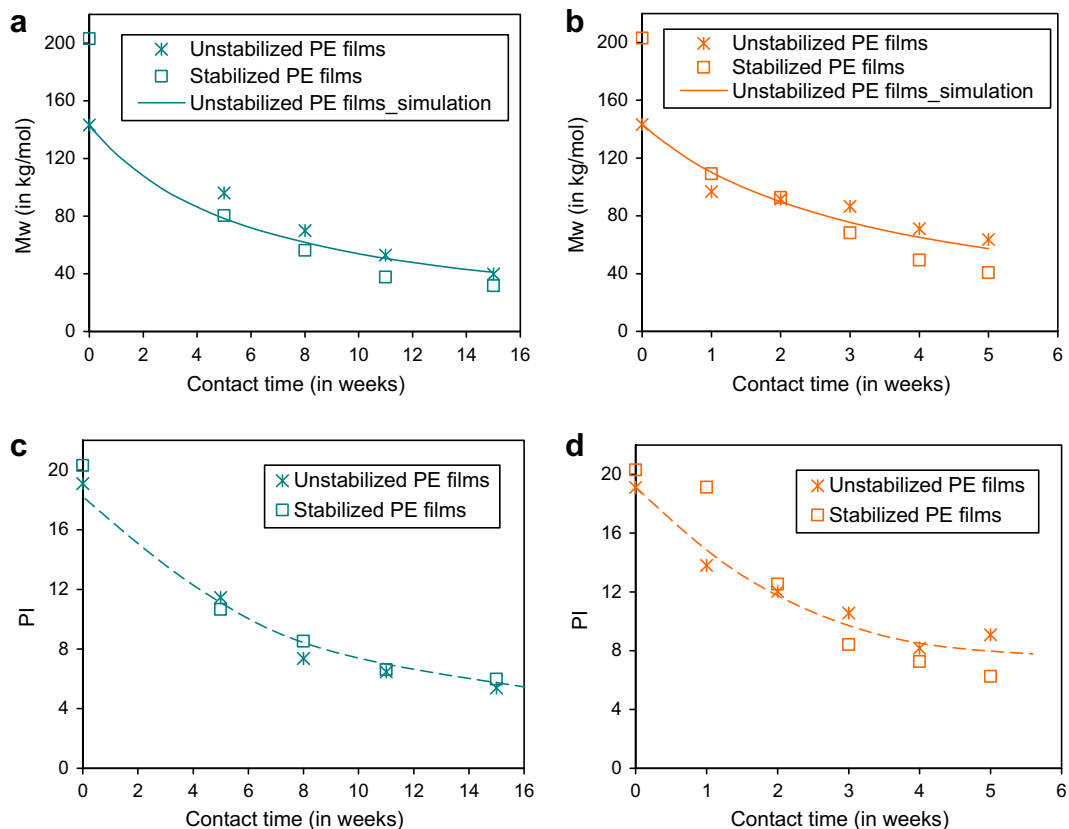 a
Mw (in kg/mol)
200
160
120
80
40
0
Unstabilized PE films
Stabilized PE films
Unstabilized PE films_simulation
0 2 4 6 8 10 12 14 16
Contact time (in weeks)
b
Mw (in kg/mol)
200
160
120
80
40
0
Unstabilized PE films
Stabilized PE films
Unstabilized PE films_simulation
0 1 2 3 4 5 6
Contact time (in weeks)
c
PI
20
16
12
8
4
0
Unstabilized PE films
Stabilized PE films
0 2 4 6 8 10 12 14 16
Contact time (in weeks)
d
PI
20
16
12
8
4
0
Unstabilized PE films
Stabilized PE films
0 1 2 3 4 5 6
Contact time (in weeks)